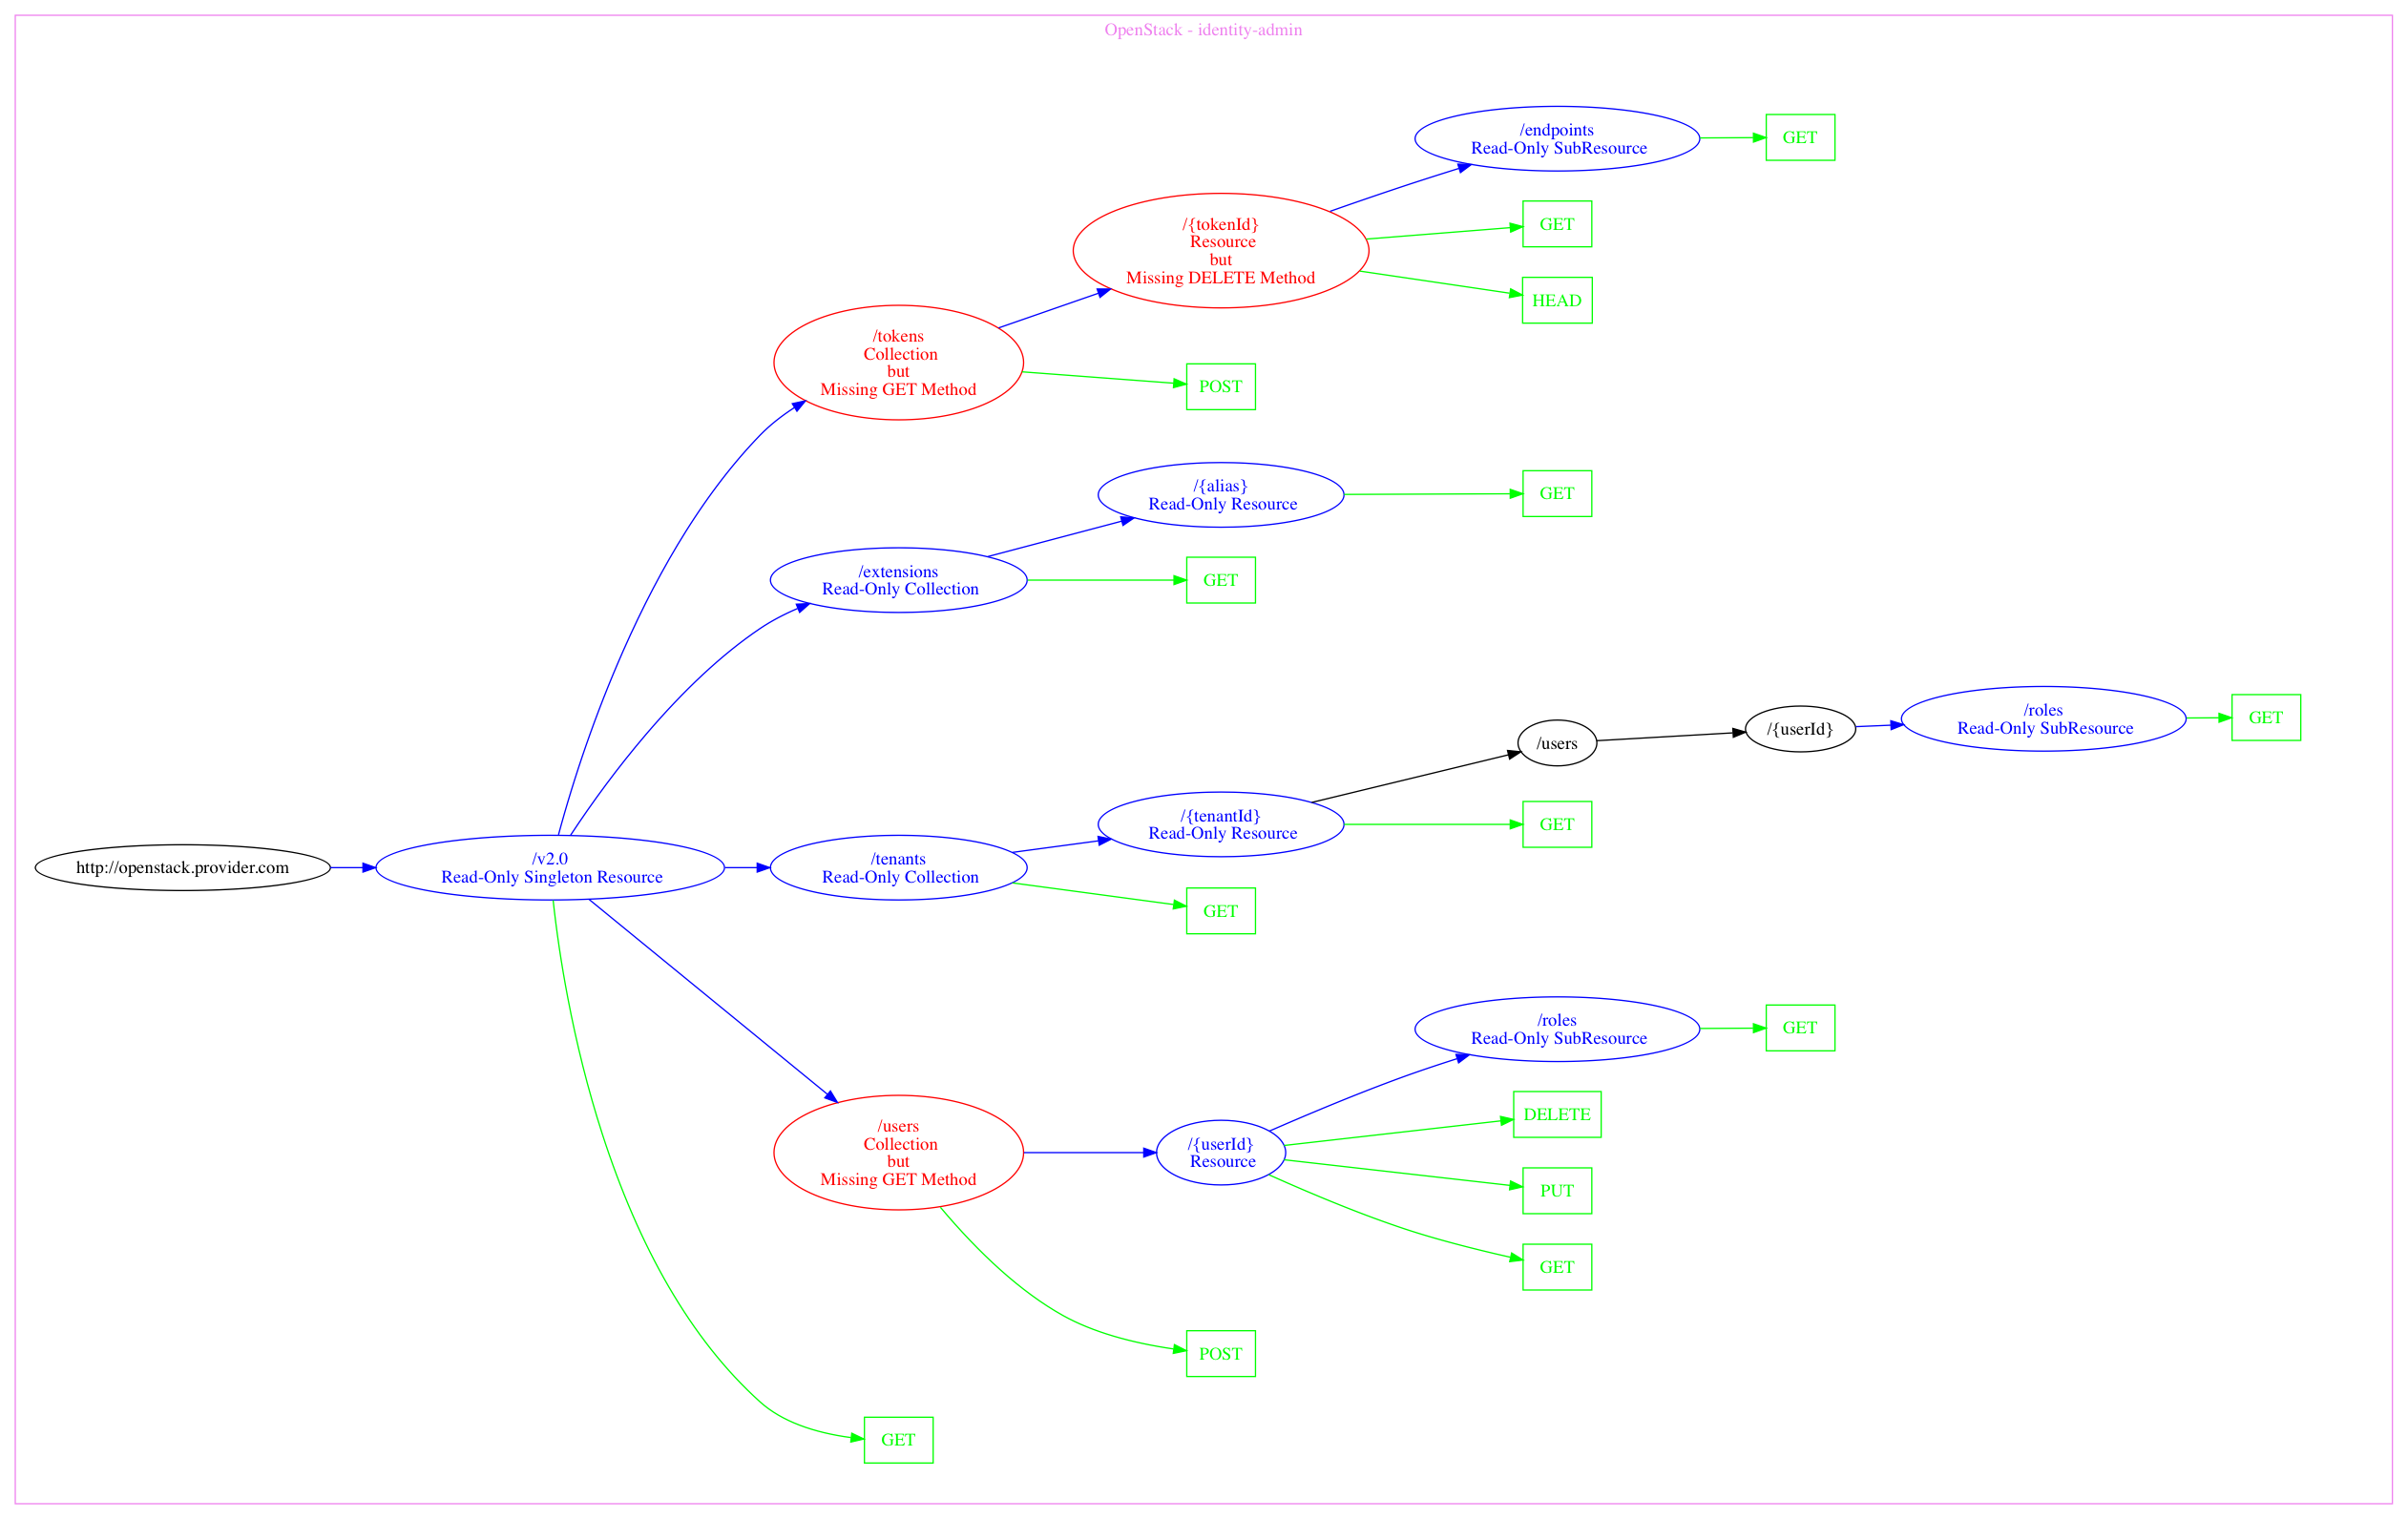 OpenStack - identity-admin
/endpoints
Read-Only SubResource
GET
/{tokenId}
Resource
but
Missing DELETE Method
GET
HEAD
/tokens
Collection
but
Missing GET Method
POST
/{alias}
Read-Only Resource
GET
/extensions
Read-Only Collection
GET
/roles
Read-Only SubResource
GET
/users
/{userId}
/{tenantId}
Read-Only Resource
GET
http://openstack.provider.com
/v2.0
Read-Only Singleton Resource
/tenants
Read-Only Collection
GET
/roles
Read-Only SubResource
GET
/users
Collection
but
Missing GET Method
/{userId}
Resource
DELETE
PUT
GET
POST
GET